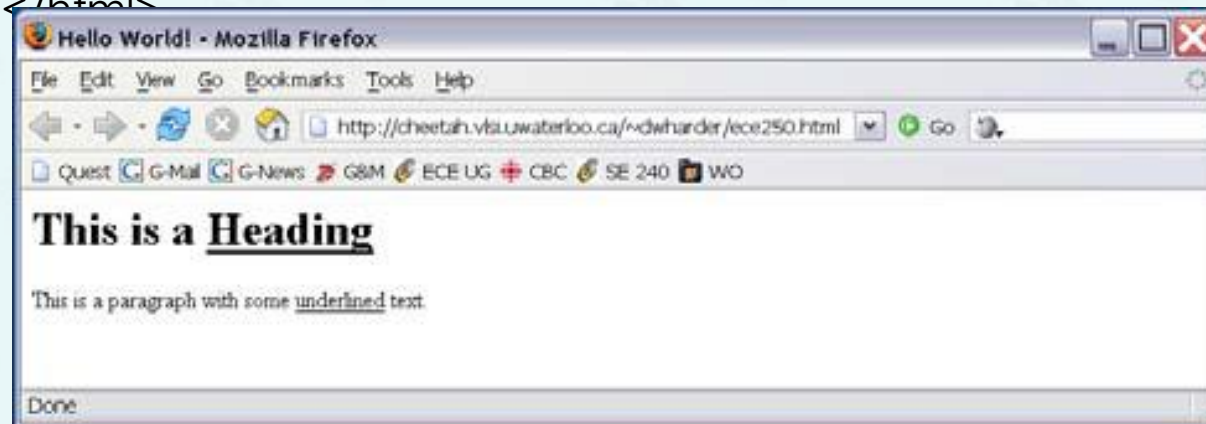 </html>
Hello World! - Mozilla Firefox
File Edit View Go Bookmarks Tools Help
http://cheetah.vlsi.uwaterloo.ca/~dwharder/ece250.html Go
Quest G-Mail G-News G&M ECE UG CBC SE 240 WO
This is a Heading
This is a paragraph with some underlined text.
Done